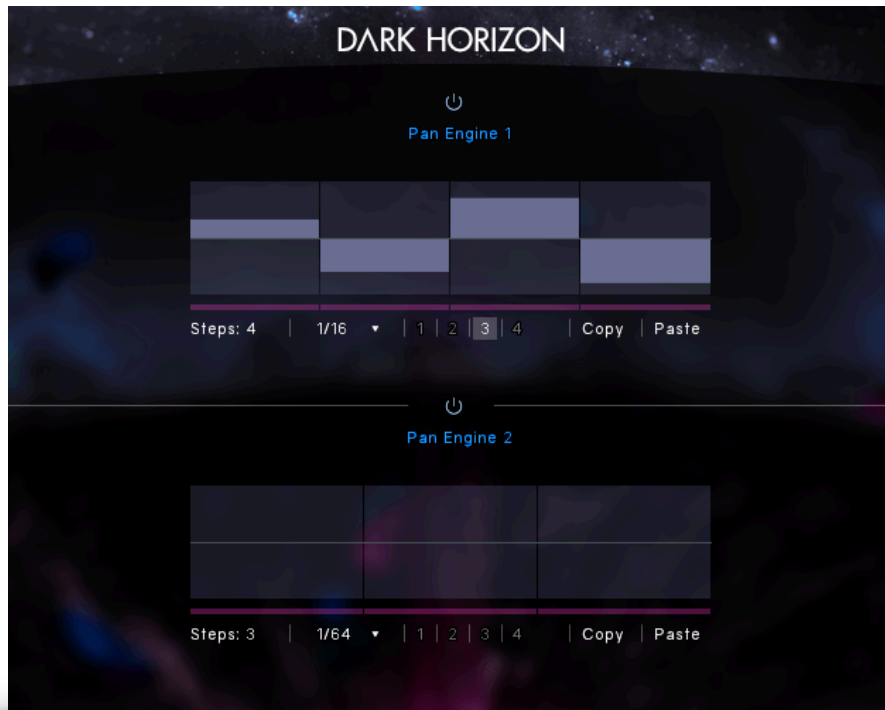 DARK HORIZON
Pan Engine 1
Steps: 4 | 1/16 ▼ | 1 | 2 | 3 | 4 | Copy | Paste
Pan Engine 2
Steps: 3 | 1/64 ▼ | 1 | 2 | 3 | 4 | Copy | Paste